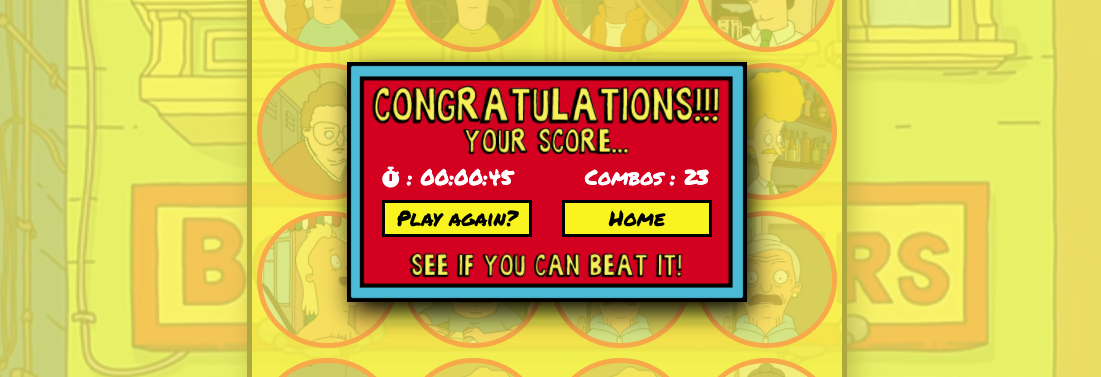 CONGRATULATIONS!!!
YOUR SCORE...
: 00:00:45 COMBOS : 23
PLAY AGAIN? HOME
SEE IF YOU CAN BEAT IT!
B RS